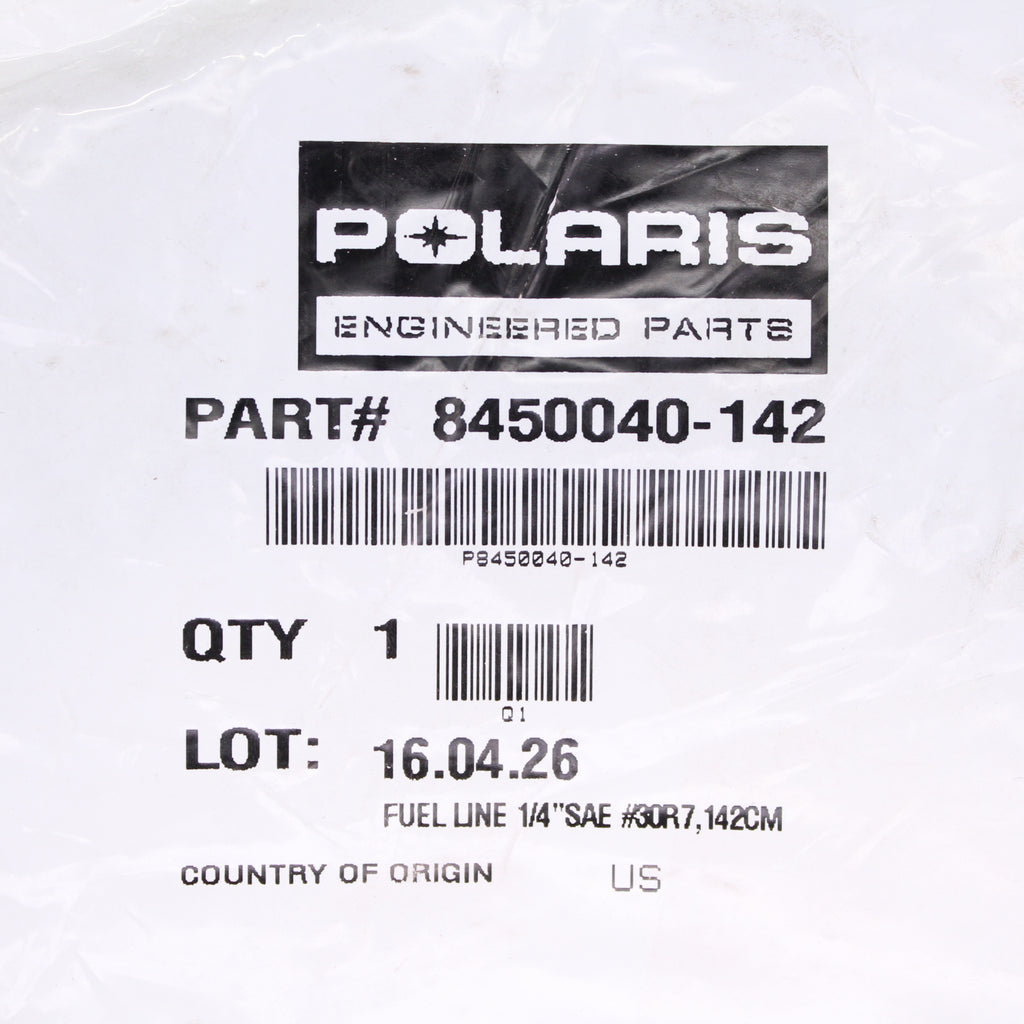 POLARIS
ENGINEERED PARTS
PART# 8450040-142
P8450040-142
QTY 1
Q1
LOT: 16.04.26
FUEL LINE 1/4"SAE #30R7,142CM
COUNTRY OF ORIGIN US